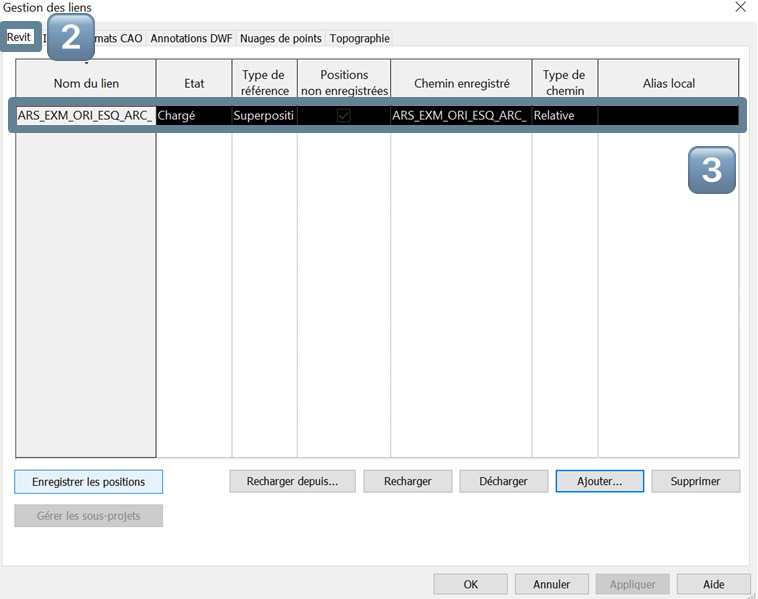 Gestion des liens
Revit
2
mats CAO
Annotations DWF
Nuages de points
Topographie
Nom du lien
Etat
Type de
référence
Positions
non enregistrées
Chemin enregistré
Type de
chemin
Alias local
ARS_EXM_ORI_ESQ_ARC_
Chargé
Superpositi
ARS_EXM_ORI_ESQ_ARC_
Relative
3
Enregistrer les positions
Recharger depuis...
Recharger
Décharger
Ajouter...
Supprimer
Gérer les sous-projets
OK
Annuler
Appliquer
Aide